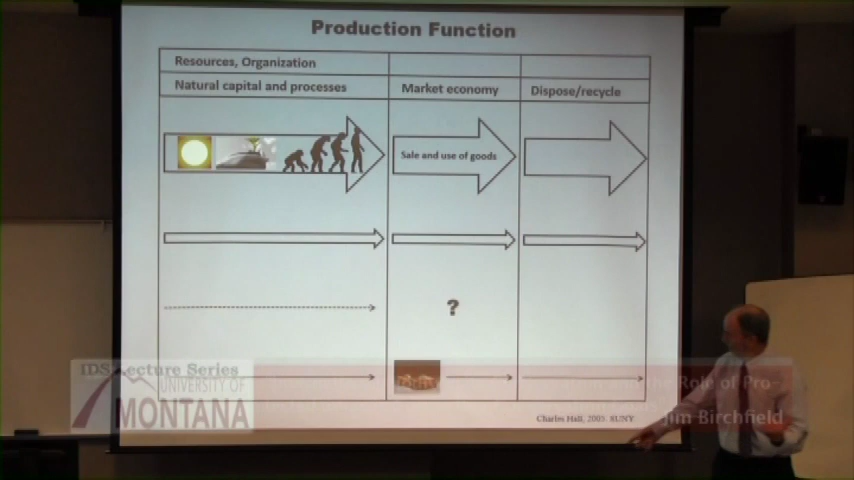 Production Function
Resources, Organization
Natural capital and processes
Market economy
Dispose/recycle
Sale and use of goods
?
IDS Lecture Series
UNIVERSITY OF
MONTANA
the Role of Pro-
Jim Birchfield
Charles Hall, 2005. SUNY